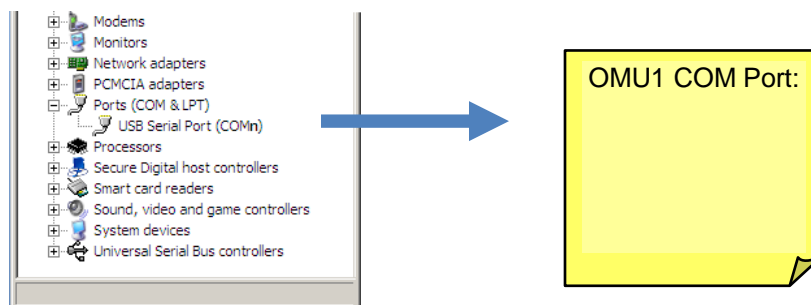 Modems
Monitors
Network adapters
PCMCIA adapters
Ports (COM & LPT)
USB Serial Port (COMn)
Processors
Secure Digital host controllers
Smart card readers
Sound, video and game controllers
System devices
Universal Serial Bus controllers
OMU1 COM Port: